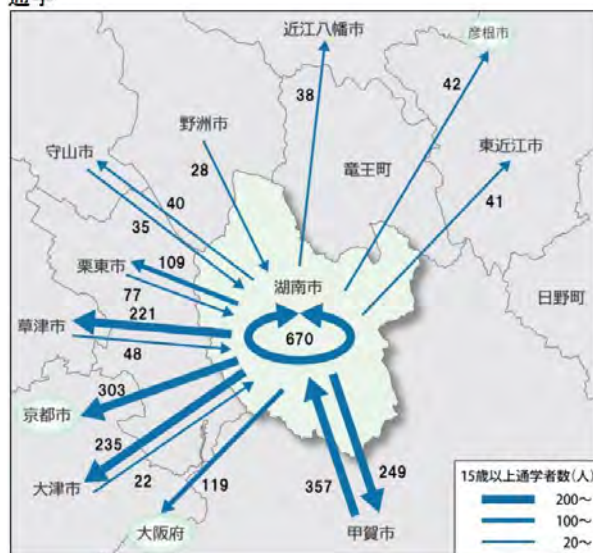 近江八幡市
彦根市
42
38
野洲市
東近江市
守山市
竜王町
28
41
40
35
109
栗東市
湖南市
77
日野町
221
草津市
670
48
303
京都市
235
大津市
22
119
249
357
大阪府
甲賀市
15歳以上通学者数(人)
200~
100~
20~